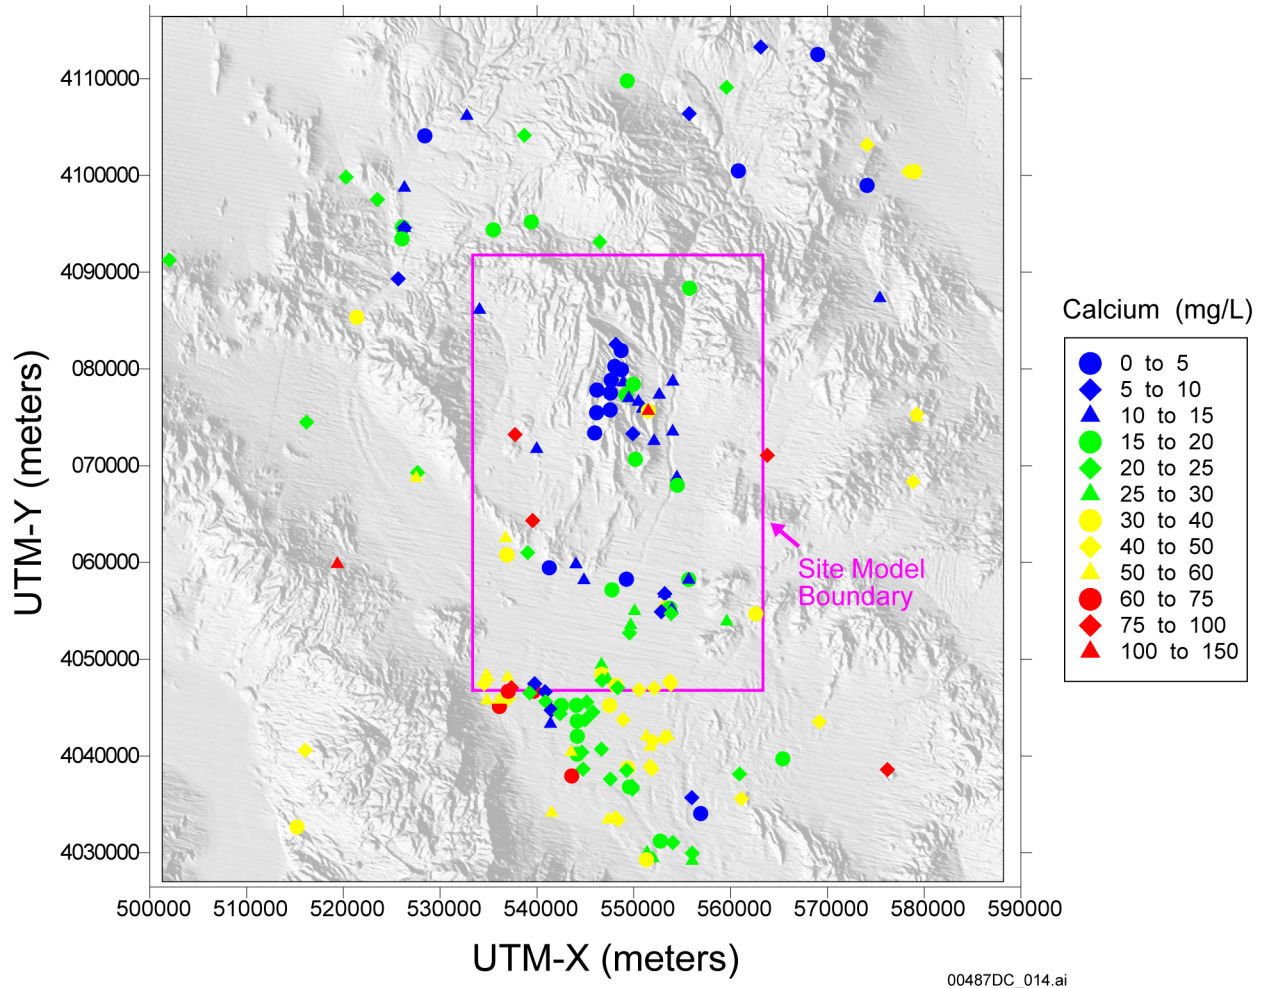 4110000
4100000
4090000
080000
070000
060000
4050000
4040000
4030000
UTM-Y (meters)
500000 510000 520000 530000 540000 550000 560000 570000 580000 590000
UTM-X (meters)
Site Model
Boundary
Calcium (mg/L)
0 to 5
5 to 10
10 to 15
15 to 20
20 to 25
25 to 30
30 to 40
40 to 50
50 to 60
60 to 75
75 to 100
100 to 150
00487DC_014.ai